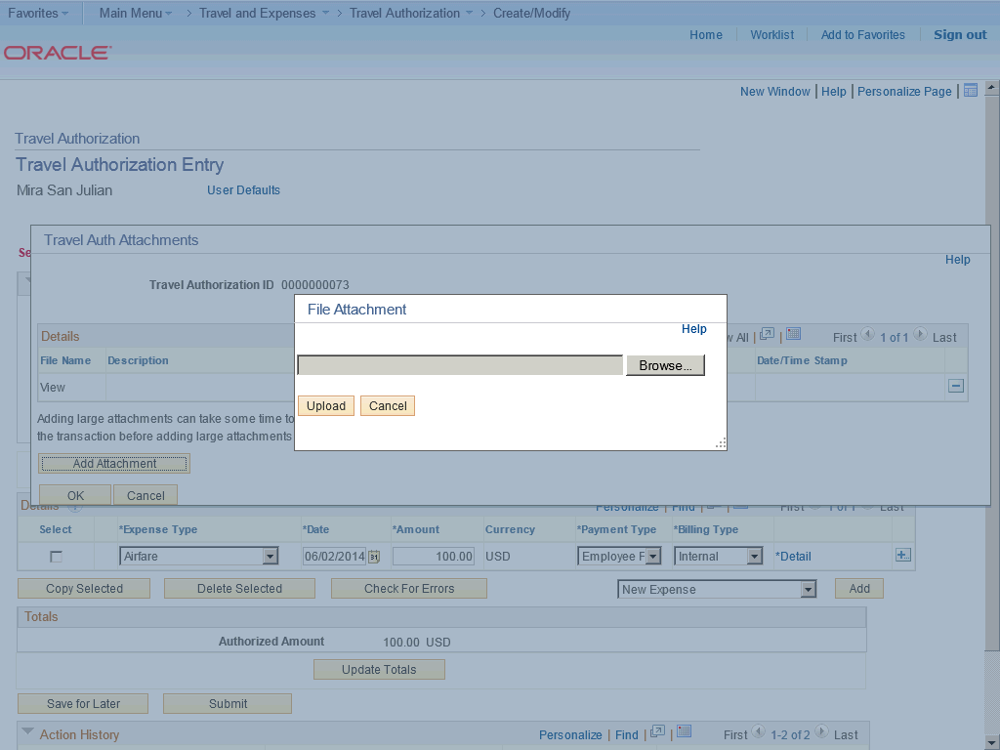 Favorites Main Menu > Travel and Expenses > Travel Authorization > Create/Modify
Home Worklist Add to Favorites Sign out
ORACLE
New Window | Help | Personalize Page |
Travel Authorization
Travel Authorization Entry
Mira San Julian User Defaults
Travel Auth Attachments
Se
Help
Travel Authorization ID 0000000073
File Attachment
Help
Details
w All | | First 1 of 1 Last
File Name Description Date/Time Stamp
Browse...
View
Upload Cancel
Adding large attachments can take some time to
the transaction before adding large attachments
Add Attachment
OK Cancel
Details Personalize | Find | First 1 of 1 Last
Select *Expense Type *Date *Amount Currency *Payment Type *Billing Type
Airfare 06/02/2014 31 100.00 USD Employee F Internal *Detail
Copy Selected Delete Selected Check For Errors New Expense Add
Totals
Authorized Amount 100.00 USD
Update Totals
Save for Later Submit
Action History Personalize | Find | | First 1-2 of 2 Last